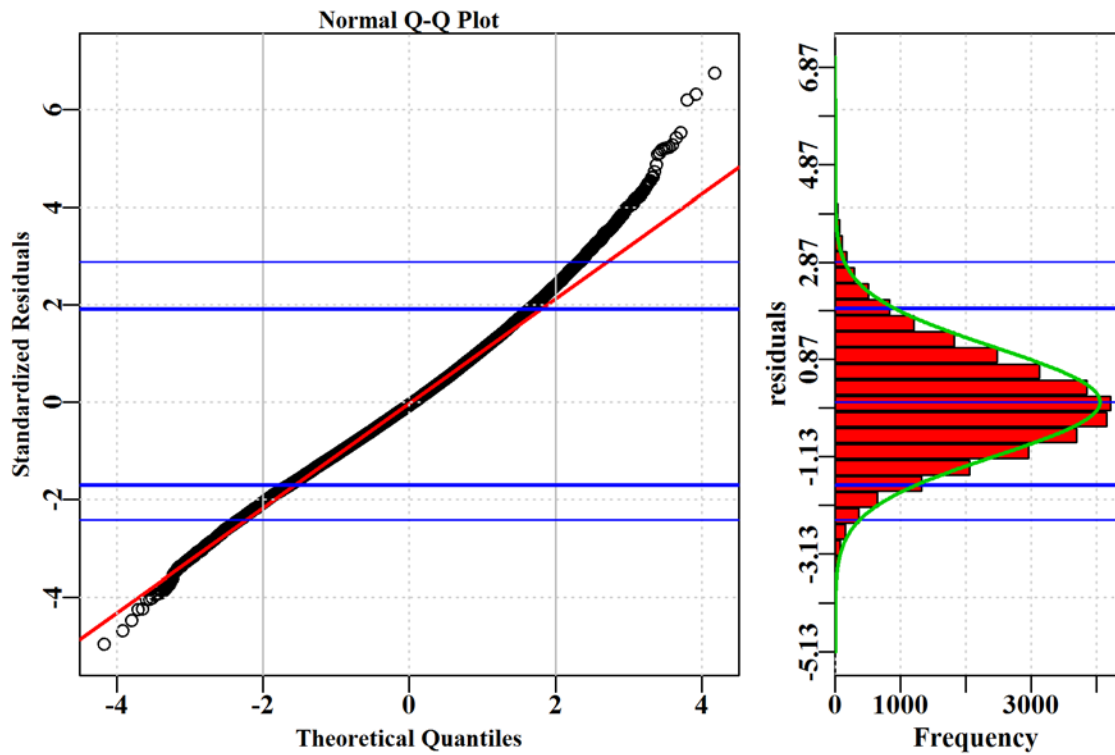 Normal Q-Q Plot
Standardized Residuals
6
4
2
0
-2
-4
-4 -2 0 2 4
Theoretical Quantiles
residuals
6.87
4.87
2.87
0.87
-1.13
-3.13
-5.13
0 1000 3000
Frequency